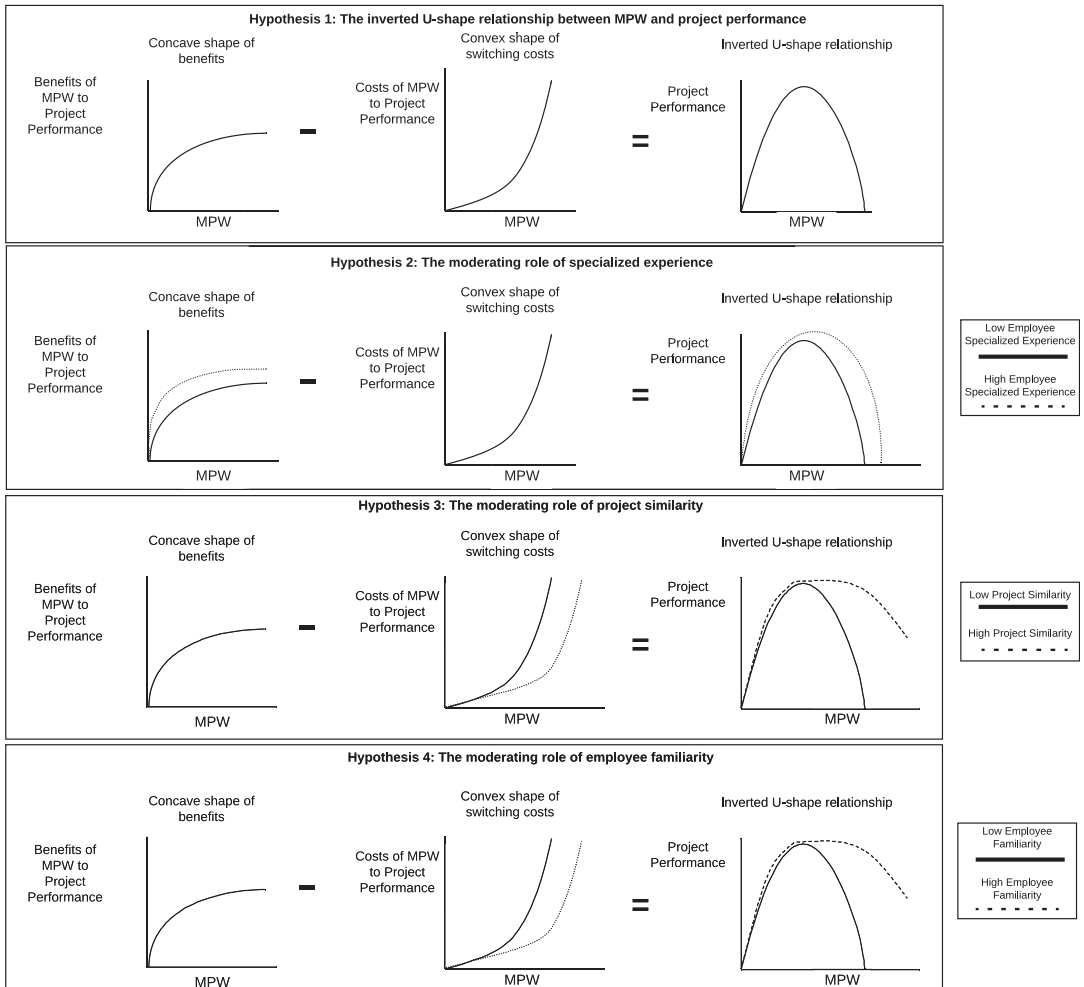 Hypothesis 1: The inverted U-shape relationship between MPW and project performance
Concave shape of
benefits
Benefits of
MPW to
Project
Performance
MPW
Convex shape of
switching costs
Costs of MPW
to Project
Performance
MPW
Inverted U-shape relationship
Project
Performance
MPW
Hypothesis 2: The moderating role of specialized experience
Concave shape of
benefits
Benefits of
MPW to
Project
Performance
MPW
Convex shape of
switching costs
Costs of MPW
to Project
Performance
MPW
Inverted U-shape relationship
Project
Performance
MPW
Low Employee
Specialized Experience
High Employee
Specialized Experience
Hypothesis 3: The moderating role of project similarity
Concave shape of
benefits
Benefits of
MPW to
Project
Performance
MPW
Convex shape of
switching costs
Costs of MPW
to Project
Performance
MPW
Inverted U-shape relationship
Project
Performance
MPW
Low Project Similarity
High Project Similarity
Hypothesis 4: The moderating role of employee familiarity
Concave shape of
benefits
Benefits of
MPW to
Project
Performance
MPW
Convex shape of
switching costs
Costs of MPW
to Project
Performance
MPW
Inverted U-shape relationship
Project
Performance
MPW
Low Employee
Familiarity
High Employee
Familiarity